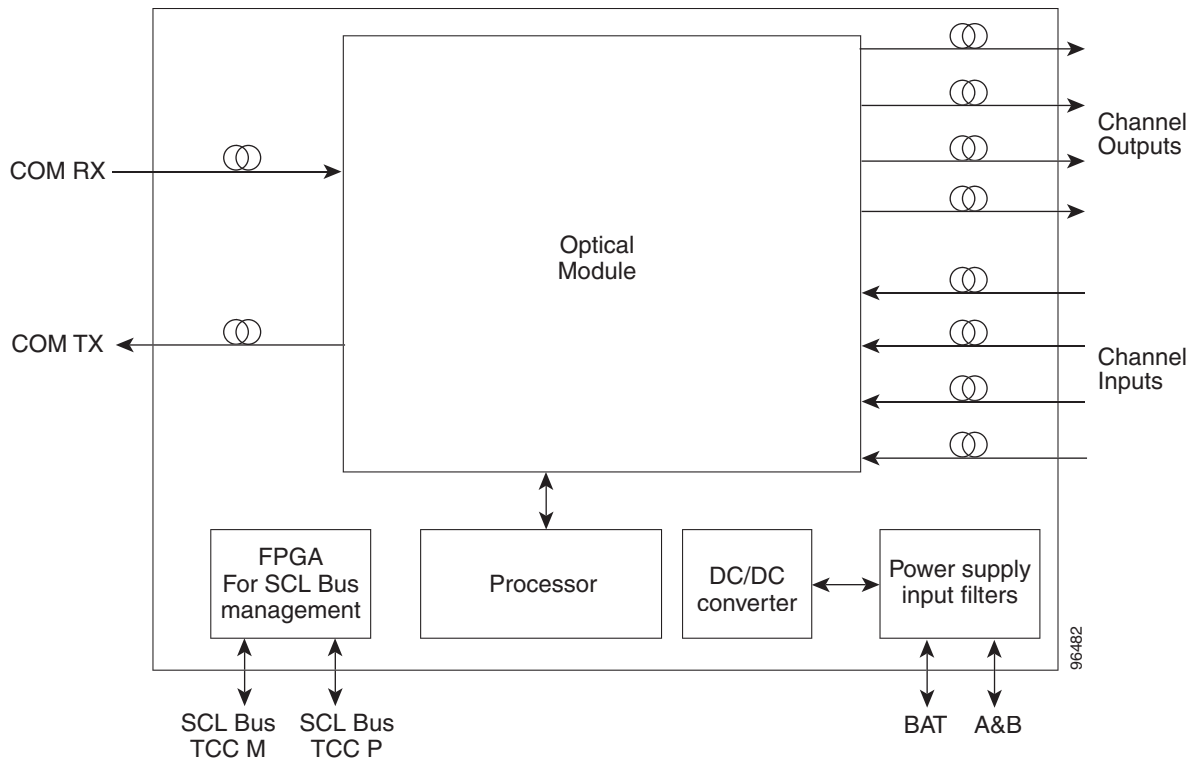 COM RX
COM TX
Optical
Module
Channel
Outputs
Channel
Inputs
FPGA
For SCL Bus
management
Processor
DC/DC
converter
Power supply
input filters
SCL Bus
TCC M
SCL Bus
TCC P
BAT
A&B
96482